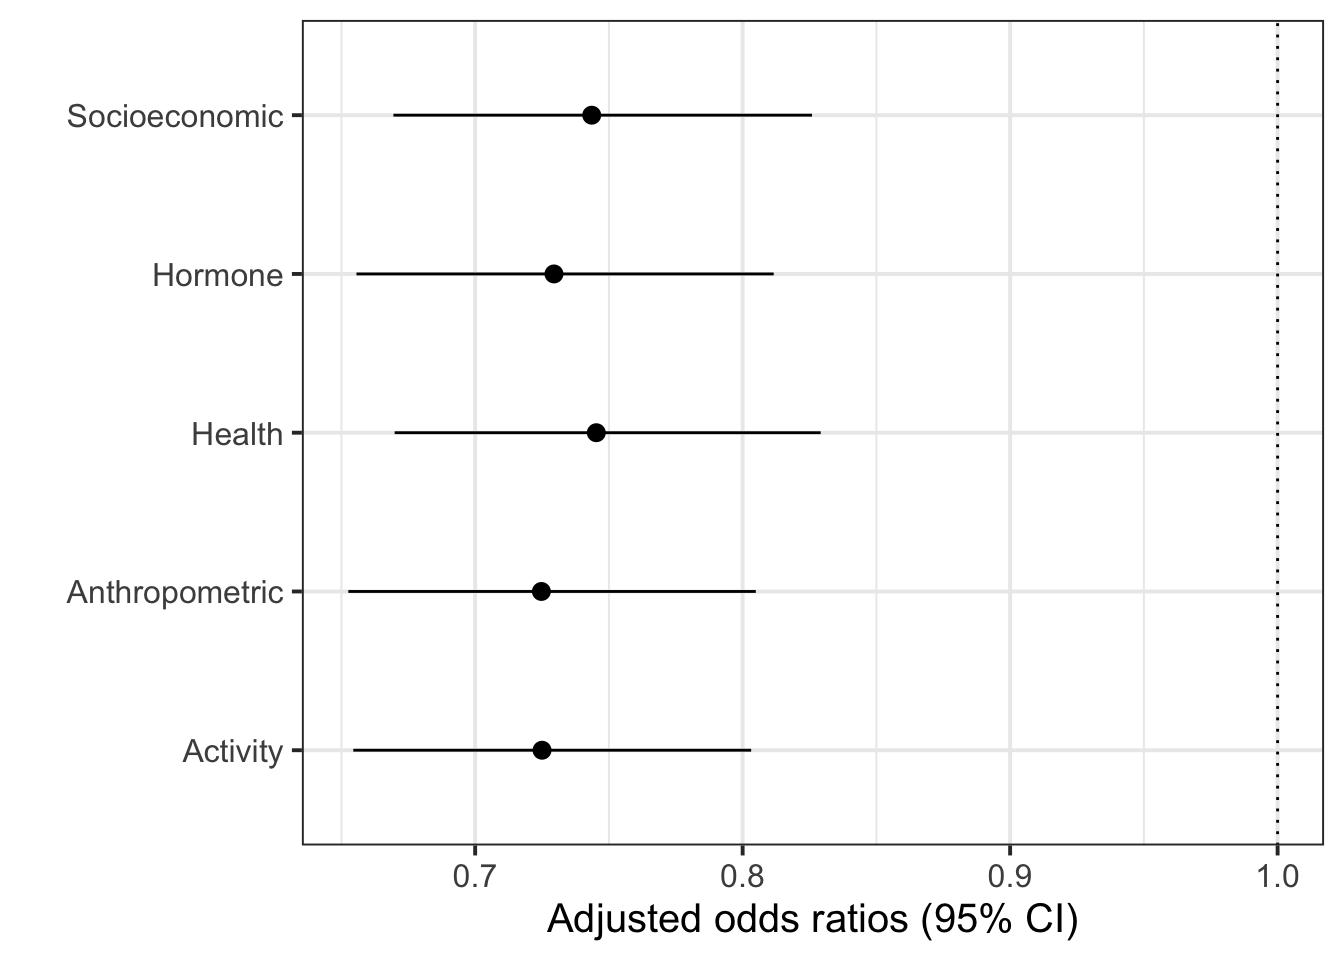 Socioeconomic
Hormone
Health
Anthropometric
Activity
0.7 0.8 0.9 1.0
Adjusted odds ratios (95% CI)